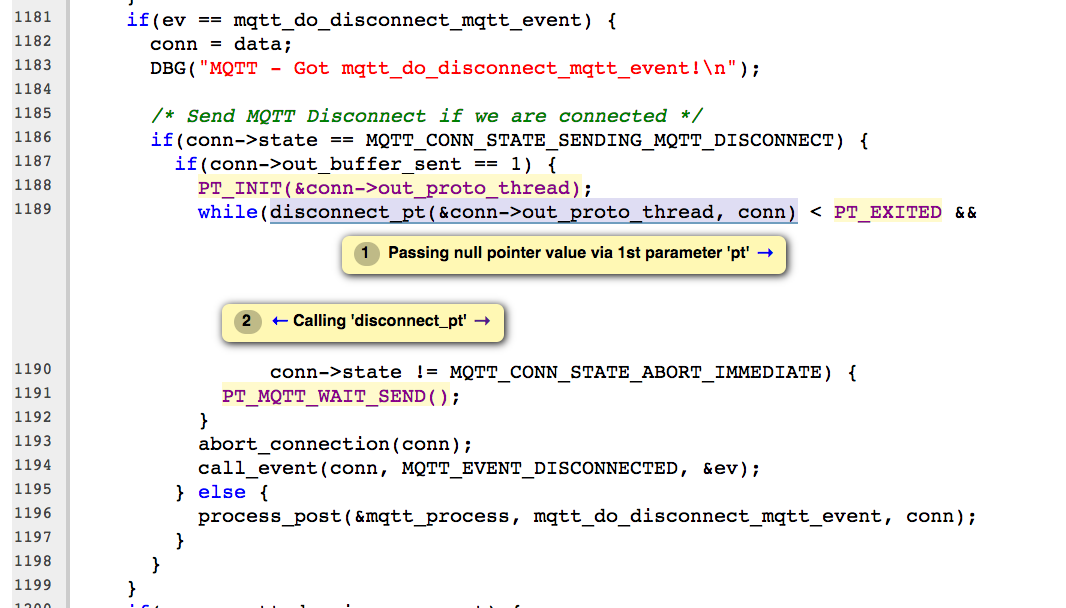 1181 if(ev == mqtt_do_disconnect_mqtt_event) {
1182 conn = data;
1183 DBG("MQTT - Got mqtt_do_disconnect_mqtt_event!\n");
1184
1185 /* Send MQTT Disconnect if we are connected */
1186 if(conn->state == MQTT_CONN_STATE_SENDING_MQTT_DISCONNECT) {
1187 if(conn->out_buffer_sent == 1) {
1188 PT_INIT(&conn->out_proto_thread);
1189 while(disconnect_pt(&conn->out_proto_thread, conn) < PT_EXITED &&
1 Passing null pointer value via 1st parameter 'pt' →
2 ← Calling 'disconnect_pt' →
1190 conn->state != MQTT_CONN_STATE_ABORT_IMMEDIATE) {
1191 PT_MQTT_WAIT_SEND();
1192 }
1193 abort_connection(conn);
1194 call_event(conn, MQTT_EVENT_DISCONNECTED, &ev);
1195 } else {
1196 process_post(&mqtt_process, mqtt_do_disconnect_mqtt_event, conn);
1197 }
1198 }
1199 }